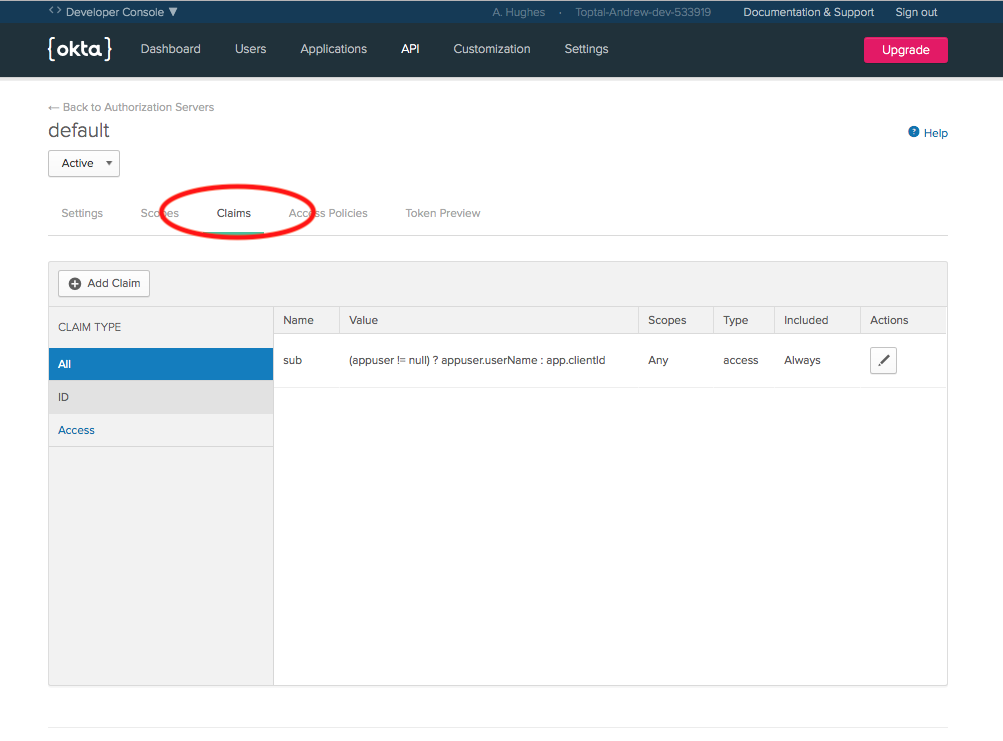 <> Developer Console ▼ A. Hughes · Toptal-Andrew-dev-533919 Documentation & Support Sign out
{okta} Dashboard Users Applications API Customization Settings Upgrade
← Back to Authorization Servers
default
? Help
Active ▾
Settings Scopes Claims Access Policies Token Preview
+ Add Claim
CLAIM TYPE Name Value Scopes Type Included Actions
All sub (appuser != null) ? appuser.userName : app.clientId Any access Always
ID
Access